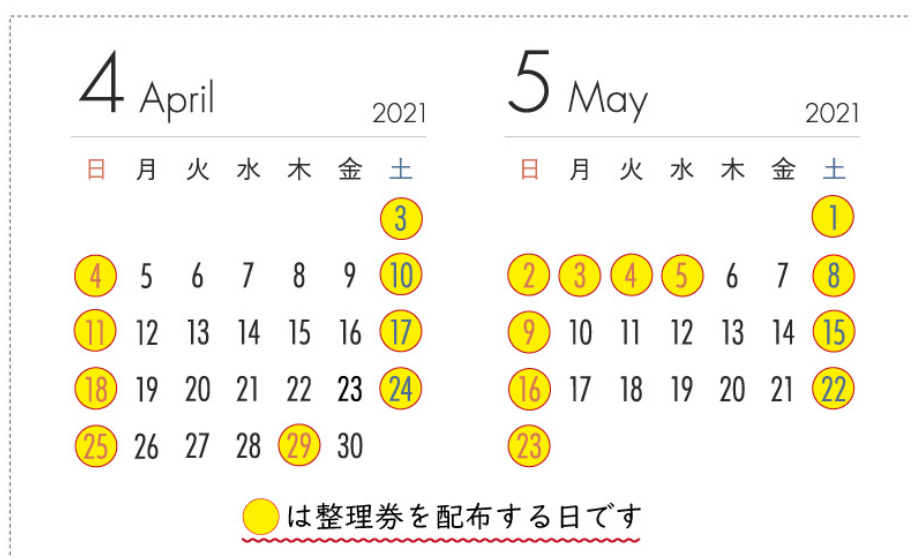 4 April 2021
日 月 火 水 木 金 土
3
4 5 6 7 8 9 10
11 12 13 14 15 16 17
18 19 20 21 22 23 24
25 26 27 28 29 30
5 May 2021
日 月 火 水 木 金 土
1
2 3 4 5 6 7 8
9 10 11 12 13 14 15
16 17 18 19 20 21 22
23
は整理券を配布する日です